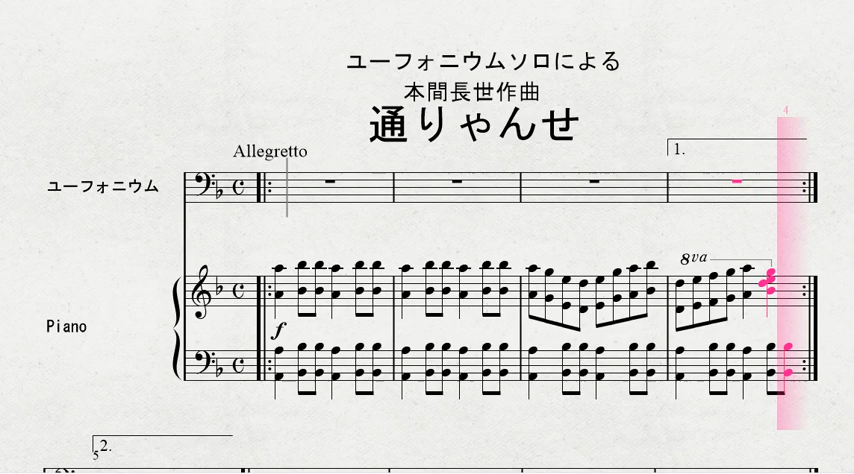 ユーフォニウムソロによる
本間長世作曲
通りゃんせ
4
Allegretto
1.
ユーフォニウム
8va
Piano
f
2.
5